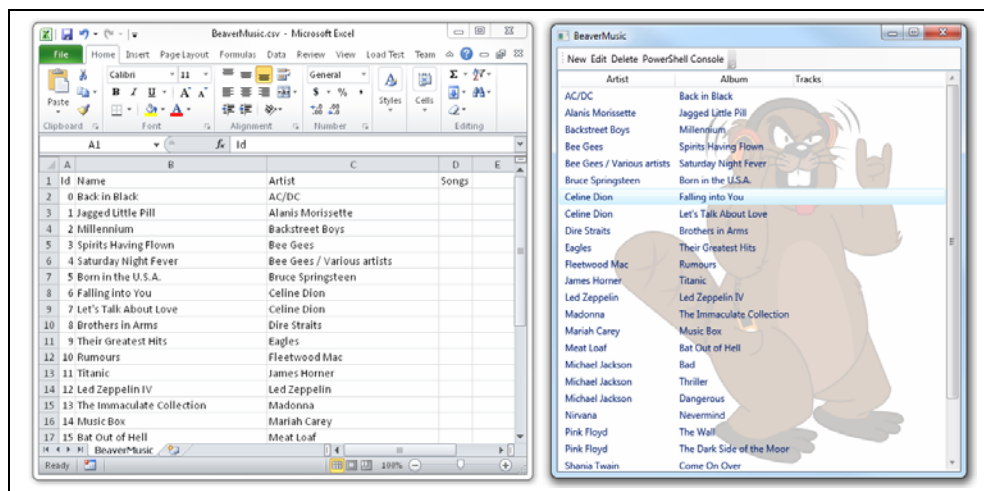 BeaverMusic.csv - Microsoft Excel
File Home Insert Page Layout Formulas Data Review View Load Test Team
Paste
Calibri 11
B I U
General
$ % ,
Styles
Cells
Clipboard Font Alignment Number Editing
A1 fx Id
A B C D E
1 Id Name Artist Songs
2 0 Back in Black AC/DC
3 1 Jagged Little Pill Alanis Morissette
4 2 Millennium Backstreet Boys
5 3 Spirits Having Flown Bee Gees
6 4 Saturday Night Fever Bee Gees / Various artists
7 5 Born in the U.S.A. Bruce Springsteen
8 6 Falling into You Celine Dion
9 7 Let's Talk About Love Celine Dion
10 8 Brothers in Arms Dire Straits
11 9 Their Greatest Hits Eagles
12 10 Rumours Fleetwood Mac
13 11 Titanic James Horner
14 12 Led Zeppelin IV Led Zeppelin
15 13 The Immaculate Collection Madonna
16 14 Music Box Mariah Carey
17 15 Bat Out of Hell Meat Loaf
BeaverMusic
Ready 100%
BeaverMusic
New Edit Delete PowerShell Console
Artist Album Tracks
AC/DC Back in Black
Alanis Morissette Jagged Little Pill
Backstreet Boys Millennium
Bee Gees Spirits Having Flown
Bee Gees / Various artists Saturday Night Fever
Bruce Springsteen Born in the U.S.A.
Celine Dion Falling into You
Celine Dion Let's Talk About Love
Dire Straits Brothers in Arms
Eagles Their Greatest Hits
Fleetwood Mac Rumours
James Horner Titanic
Led Zeppelin Led Zeppelin IV
Madonna The Immaculate Collection
Mariah Carey Music Box
Meat Loaf Bat Out of Hell
Michael Jackson Bad
Michael Jackson Thriller
Michael Jackson Dangerous
Nirvana Nevermind
Pink Floyd The Wall
Pink Floyd The Dark Side of the Moor
Shania Twain Come On Over